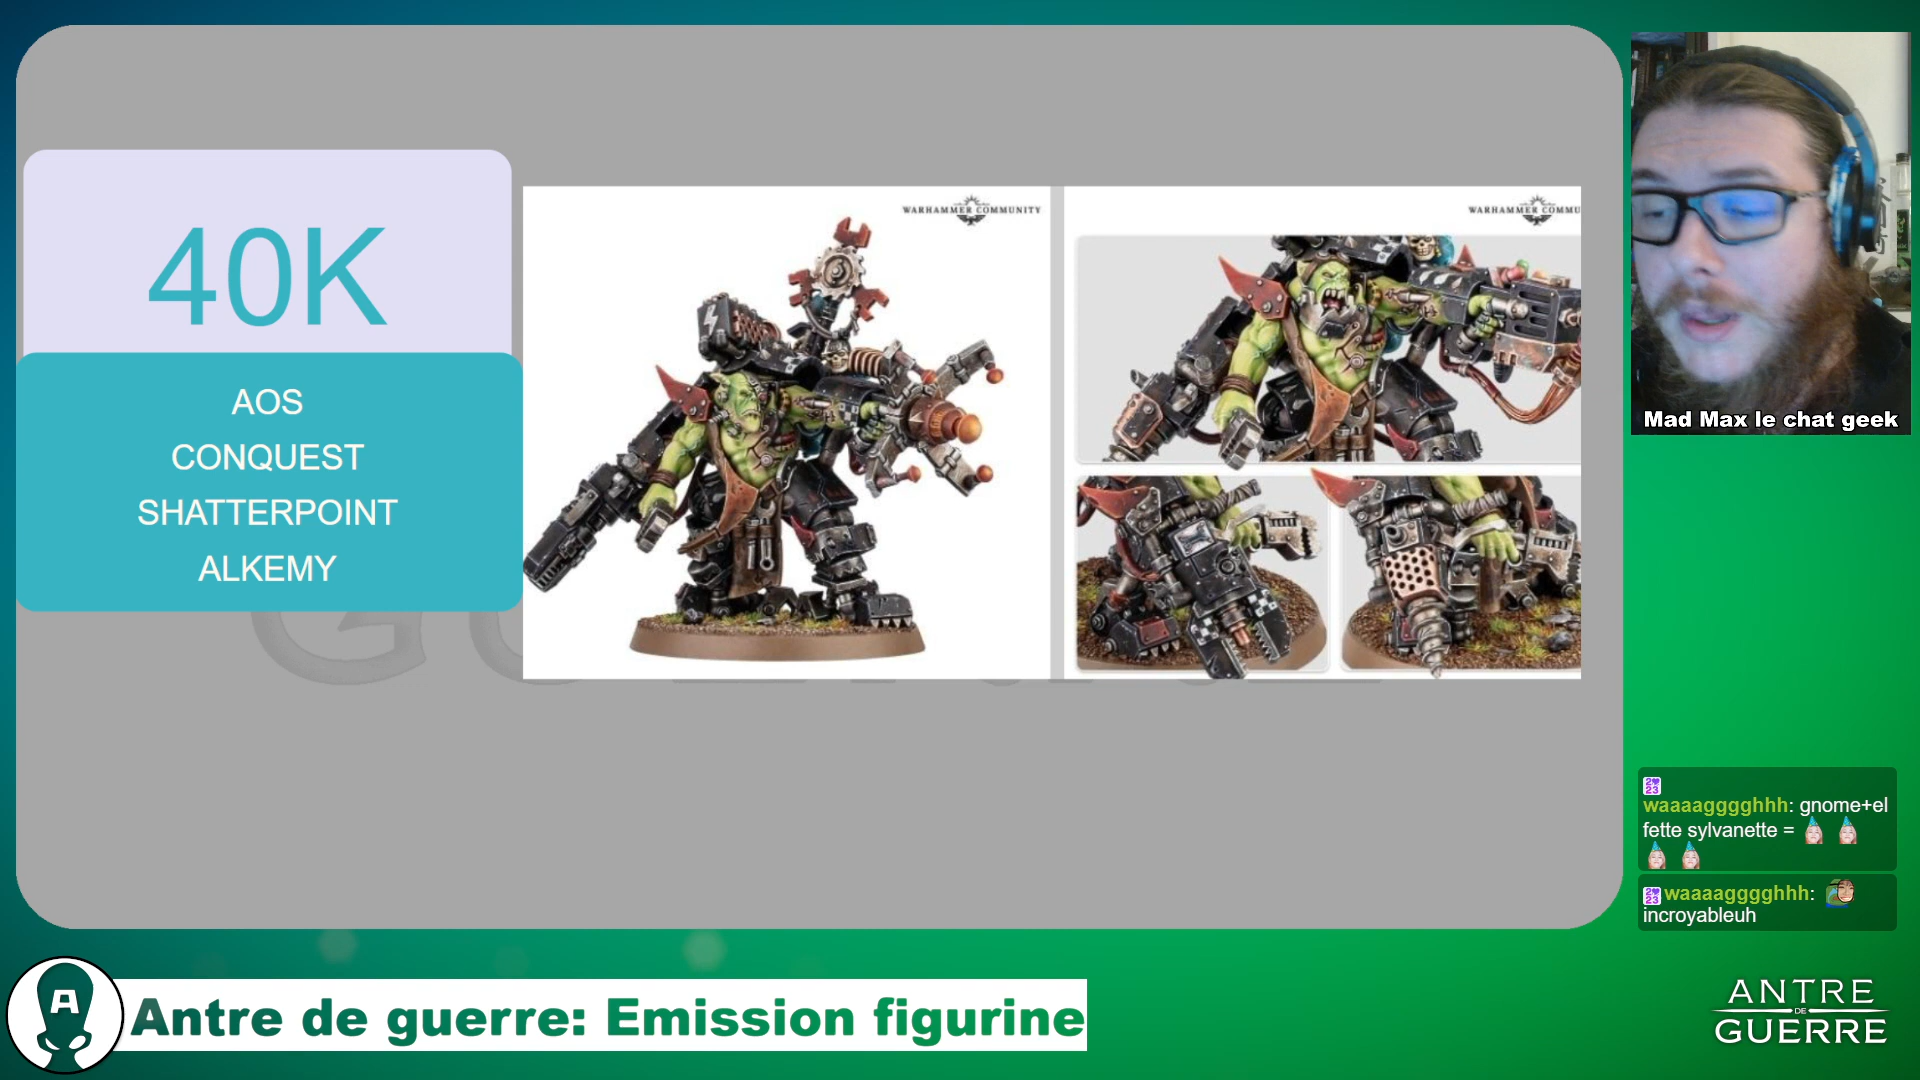 40K
AOS
CONQUEST
SHATTERPOINT
ALKEMY
WARHAMMER COMMUNITY
WARHAMMER COMMU
Mad Max le chat geek
waaaagggghhh: gnome+el
fette sylvanette =
waaaagggghhh:
incroyableuh
A
Antre de guerre: Emission figurine
ANTRE
DE
GUERRE